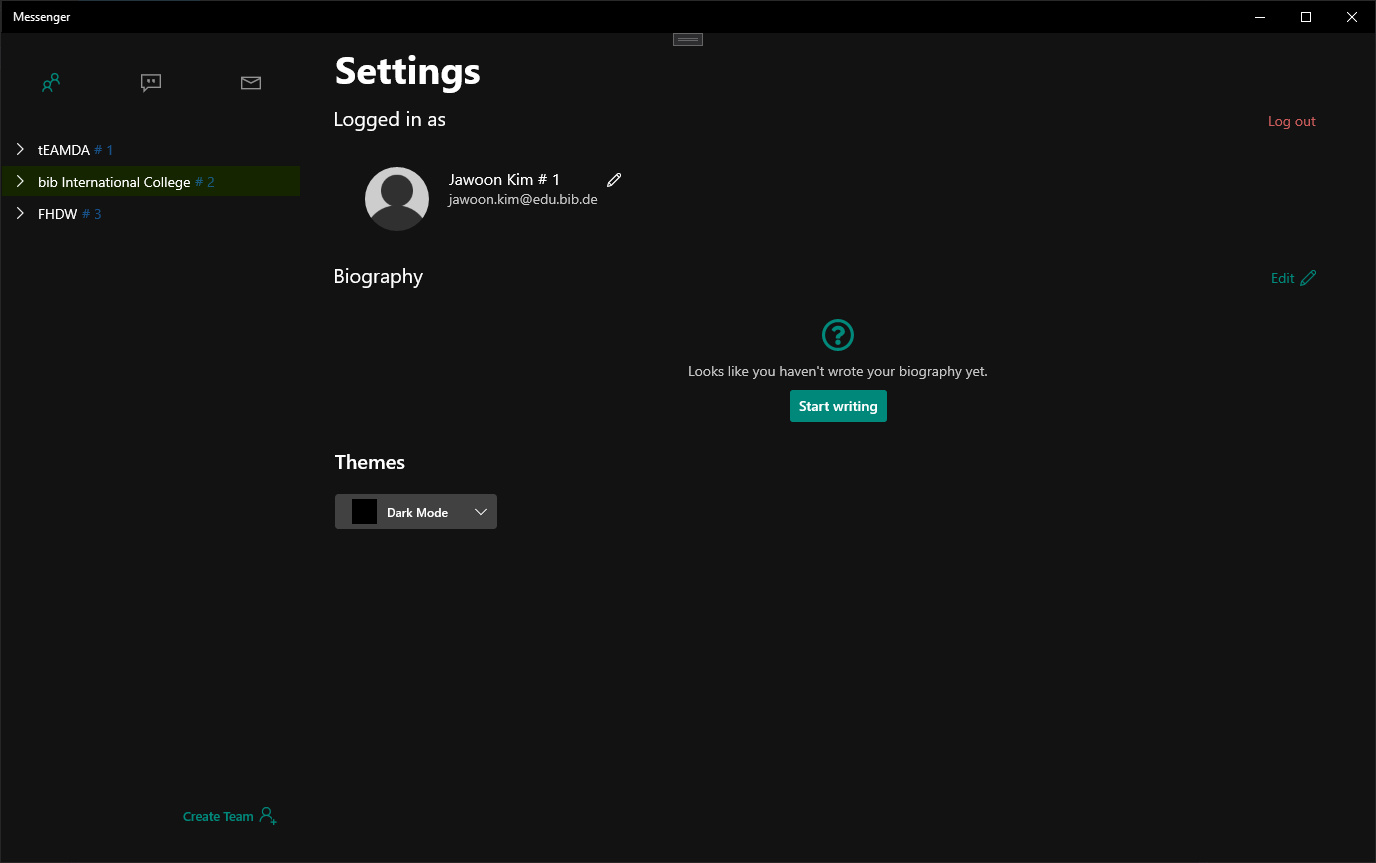 Messenger
Settings
Logged in as
Log out
tEAMDA # 1
bib International College # 2
FHDW # 3
Jawoon Kim # 1
jawoon.kim@edu.bib.de
Biography
Edit
Looks like you haven't wrote your biography yet.
Start writing
Themes
Dark Mode
Create Team